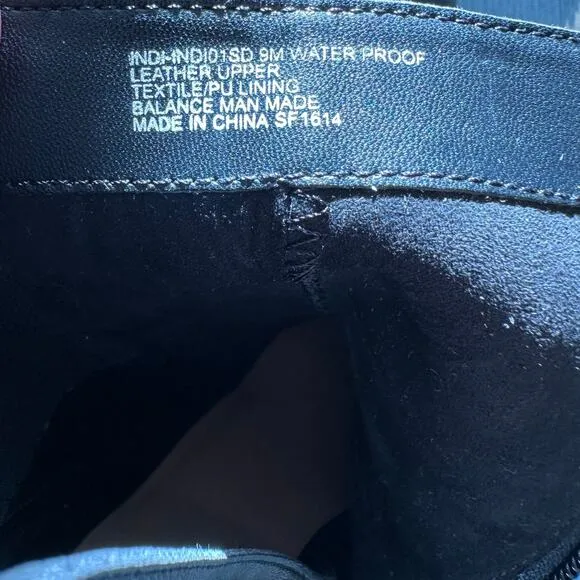 INDI-INDI01SD 9M WATER PROOF
LEATHER UPPER
TEXTILE/PU LINING
BALANCE MAN MADE
MADE IN CHINA SF1614